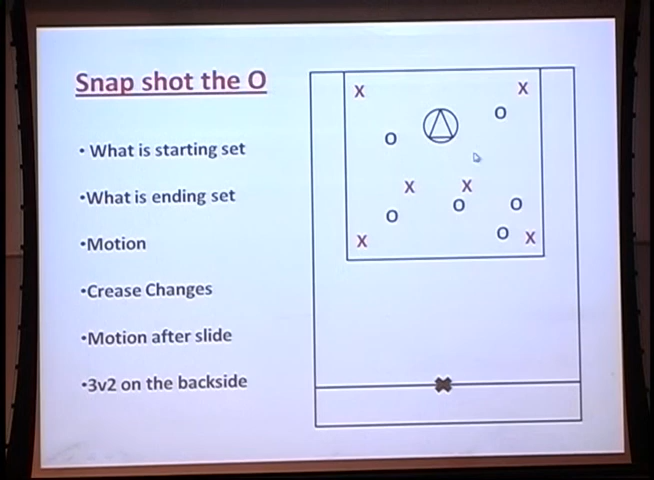 Snap shot the O
• What is starting set
•What is ending set
•Motion
•Crease Changes
•Motion after slide
•3v2 on the backside
X X
O
O
X X
O O O
X O X